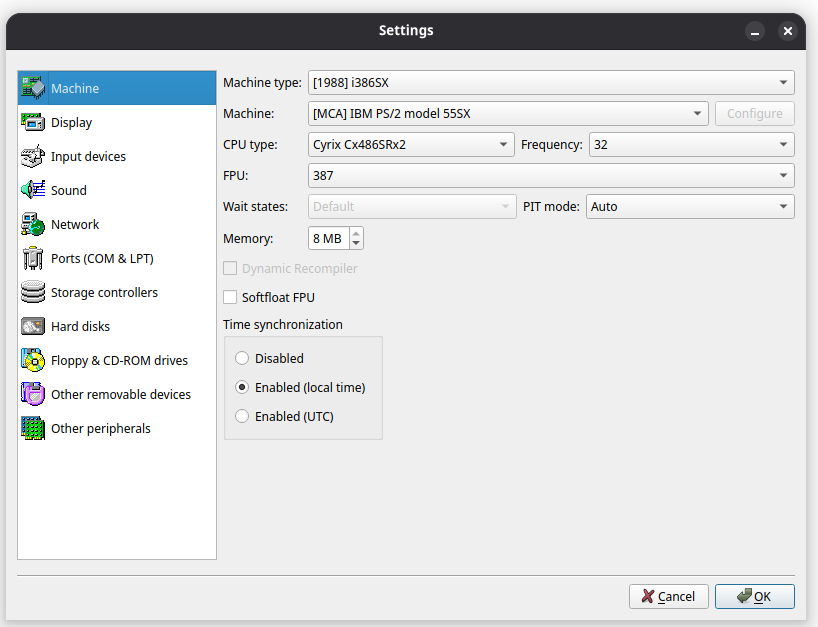 Settings
Machine
Display
Input devices
Sound
Network
Ports (COM & LPT)
Storage controllers
Hard disks
Floppy & CD-ROM drives
Other removable devices
Other peripherals
Machine type: [1988] i386SX
Machine: [MCA] IBM PS/2 model 55SX Configure
CPU type: Cyrix Cx486SRx2 Frequency: 32
FPU: 387
Wait states: Default PIT mode: Auto
Memory: 8 MB
Dynamic Recompiler
Softfloat FPU
Time synchronization
Disabled
Enabled (local time)
Enabled (UTC)
Cancel OK